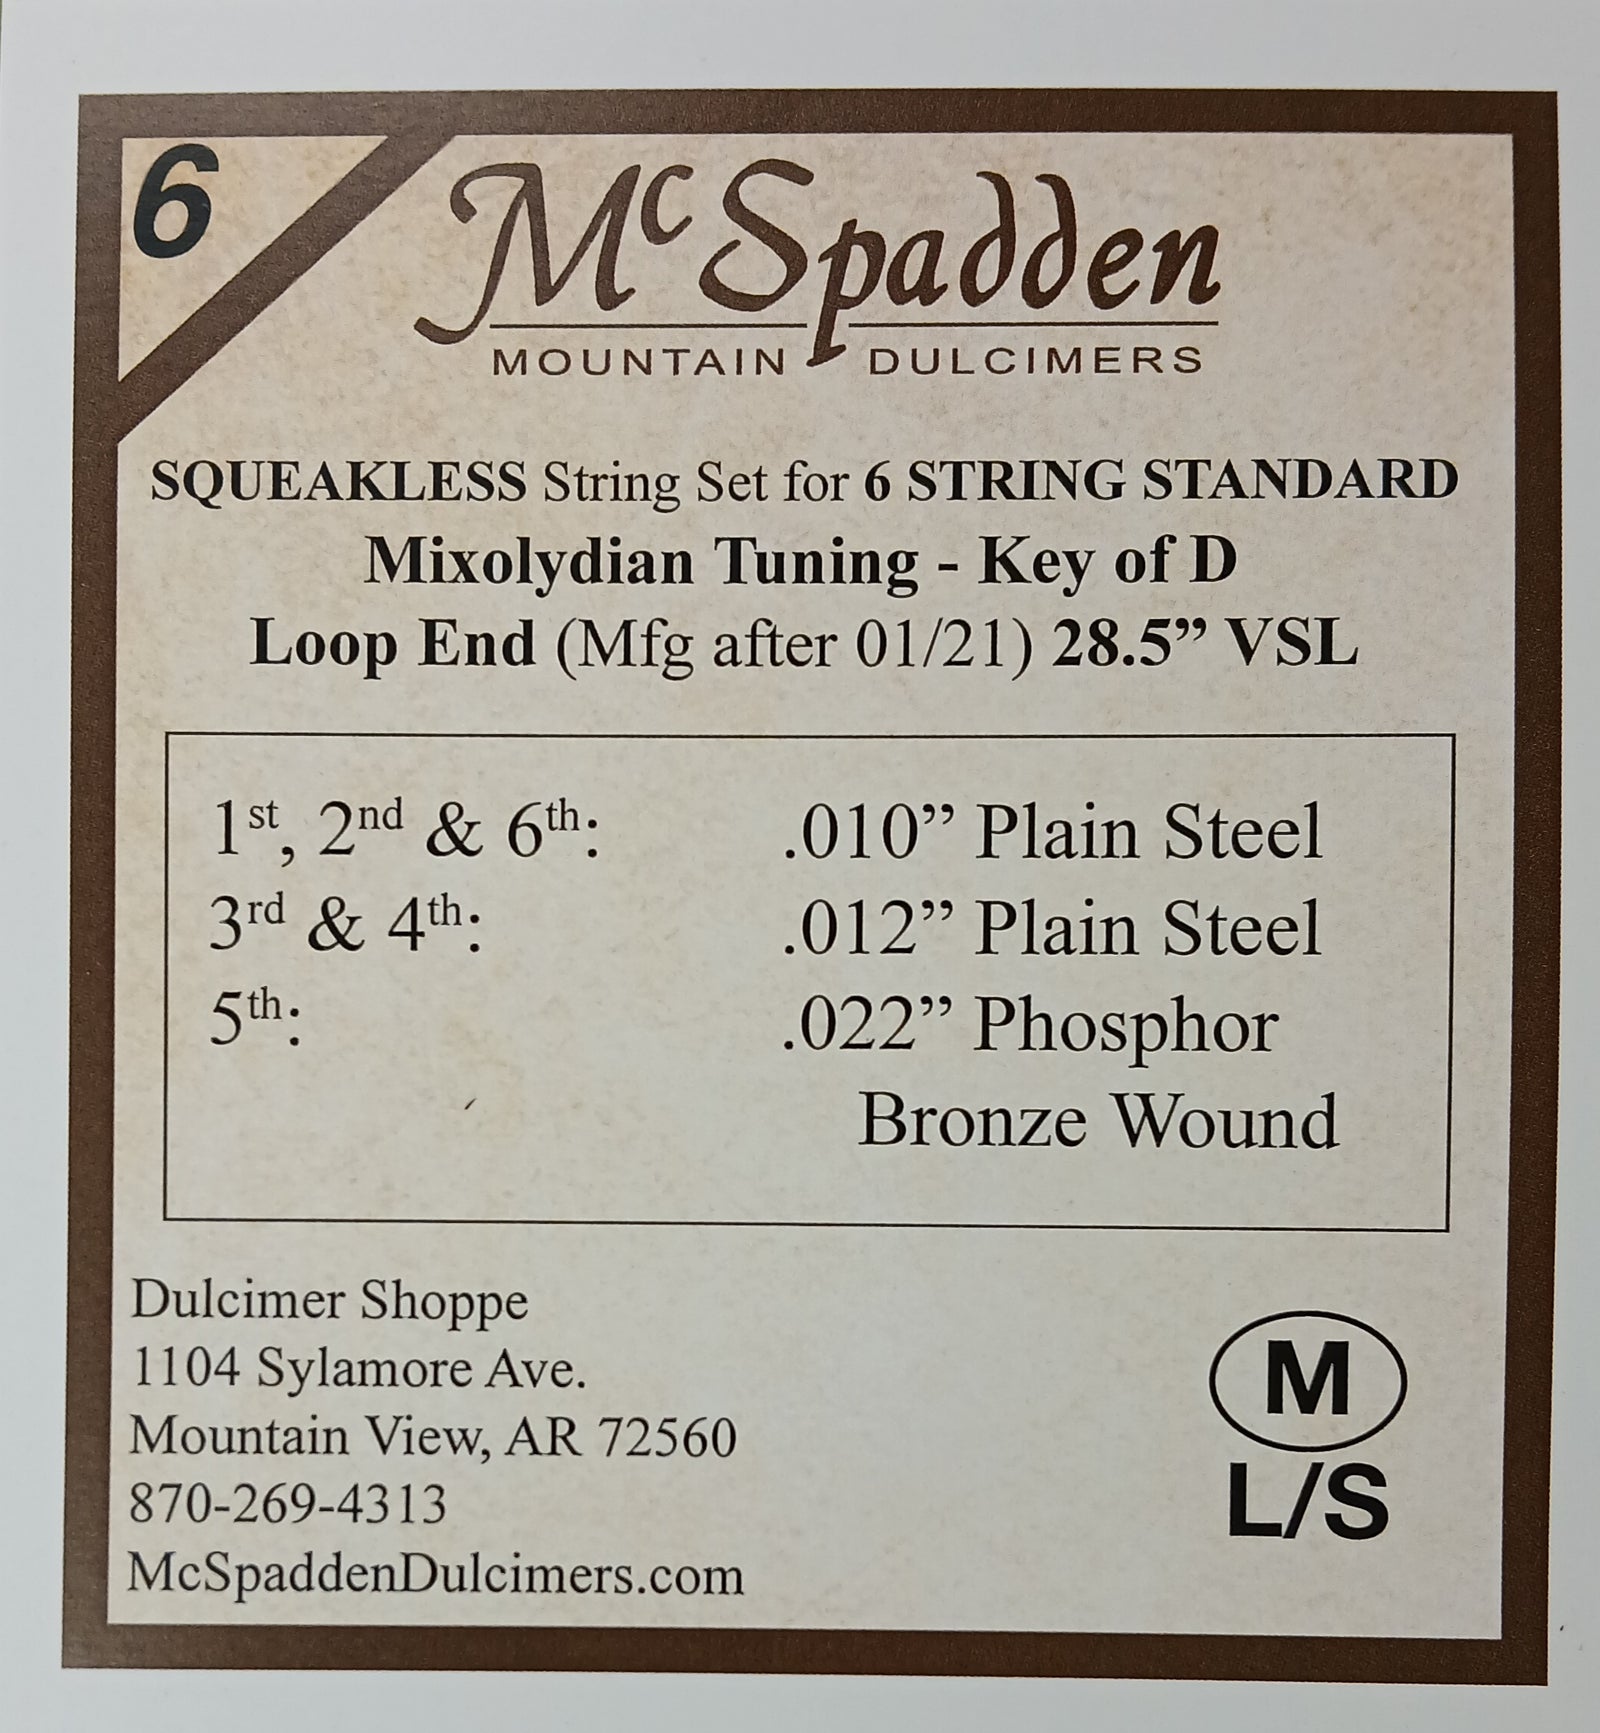 6
McSpadden
MOUNTAIN DULCIMERS
SQUEAKLESS String Set for 6 STRING STANDARD
Mixolydian Tuning - Key of D
Loop End (Mfg after 01/21) 28.5” VSL
1st, 2nd & 6th: .010” Plain Steel
3rd & 4th: .012” Plain Steel
5th: .022” Phosphor
Bronze Wound
Dulcimer Shoppe
1104 Sylamore Ave.
Mountain View, AR 72560
870-269-4313
McSpaddenDulcimers.com
M
L/S